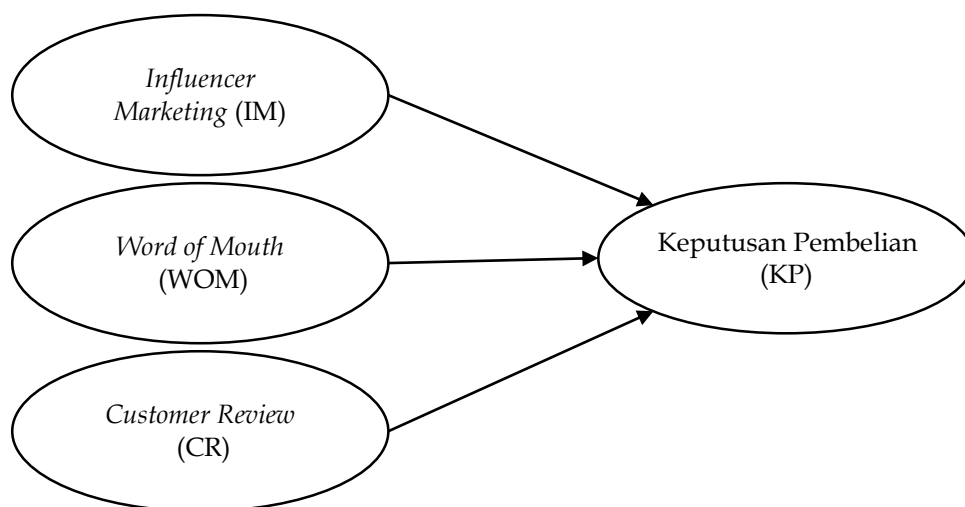 Influencer
Marketing (IM)
Word of Mouth
(WOM)
Customer Review
(CR)
Keputusan Pembelian
(KP)